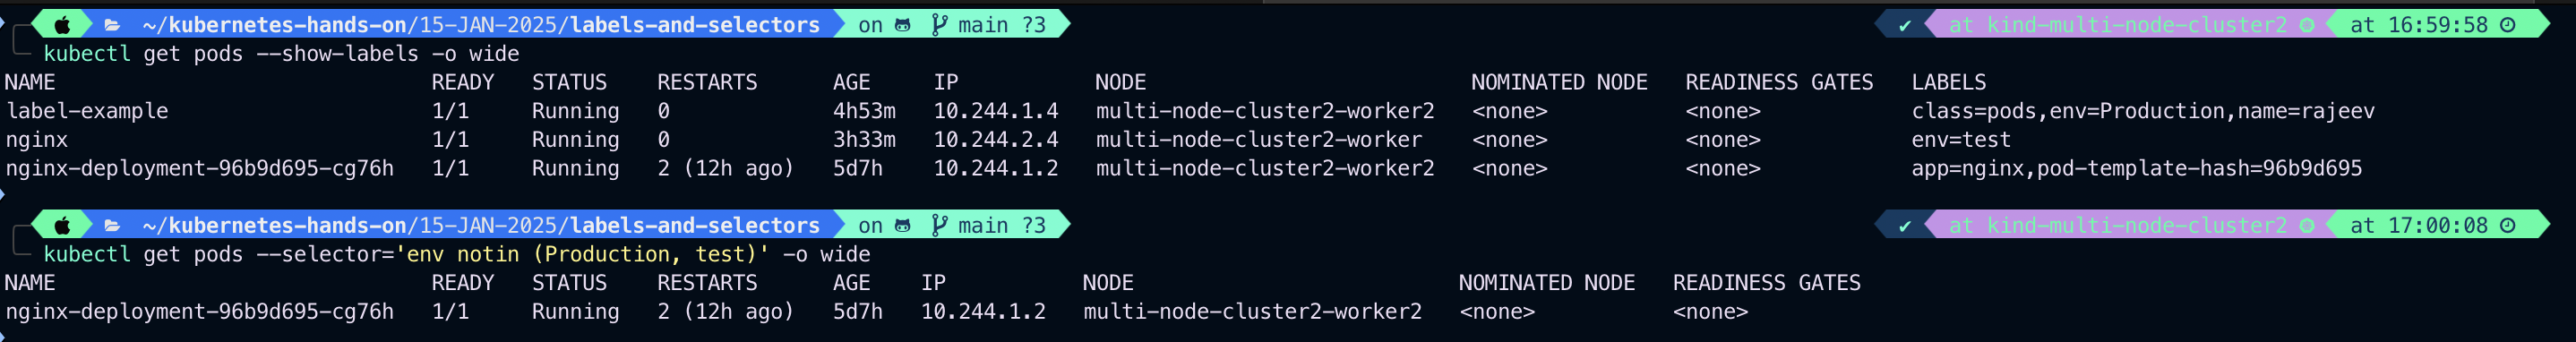 ~/kubernetes-hands-on/15-JAN-2025/labels-and-selectors on main ?3 ✔ at kind-multi-node-cluster2 at 16:59:58
kubectl get pods --show-labels -o wide
NAME READY STATUS RESTARTS AGE IP NODE NOMINATED NODE READINESS GATES LABELS
label-example 1/1 Running 0 4h53m 10.244.1.4 multi-node-cluster2-worker2 <none> <none> class=pods,env=Production,name=rajeev
nginx 1/1 Running 0 3h33m 10.244.2.4 multi-node-cluster2-worker <none> <none> env=test
nginx-deployment-96b9d695-cg76h 1/1 Running 2 (12h ago) 5d7h 10.244.1.2 multi-node-cluster2-worker2 <none> <none> app=nginx,pod-template-hash=96b9d695
~/kubernetes-hands-on/15-JAN-2025/labels-and-selectors on main ?3 ✔ at kind-multi-node-cluster2 at 17:00:08
kubectl get pods --selector='env notin (Production, test)' -o wide
NAME READY STATUS RESTARTS AGE IP NODE NOMINATED NODE READINESS GATES
nginx-deployment-96b9d695-cg76h 1/1 Running 2 (12h ago) 5d7h 10.244.1.2 multi-node-cluster2-worker2 <none> <none>